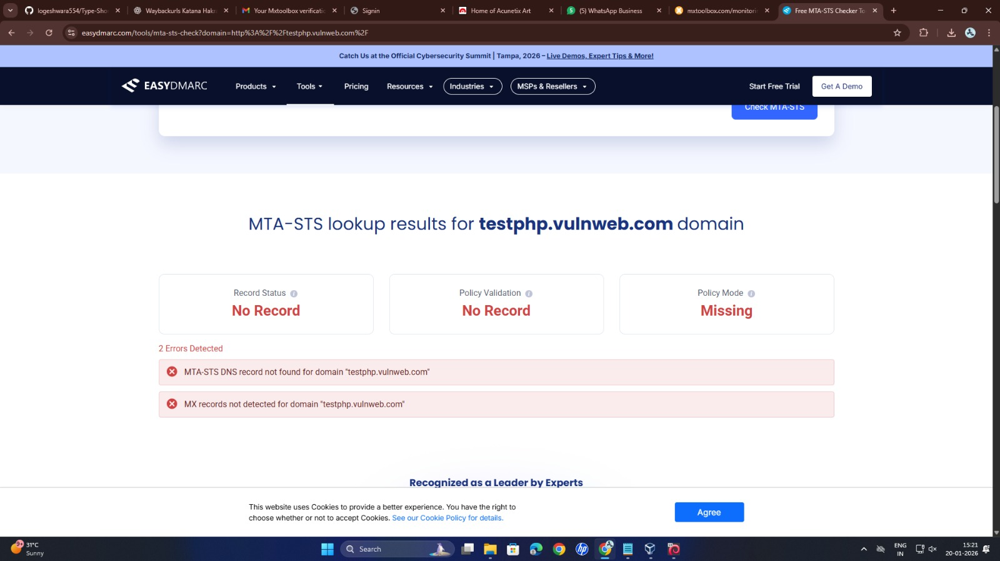 logeshwara554/Type-Sho
Waybackurls Katana Hakr
Your Mxtoolbox verificati
Signin
Home of Acunetix Art
(5) WhatsApp Business
mxtoolbox.com/monitori
Free MTA-STS Checker To
easydmarc.com/tools/mta-sts-check?domain=http%3A%2F%2Ftestphp.vulnweb.com%2F
Catch Us at the Official Cybersecurity Summit | Tampa, 2026 – Live Demos, Expert Tips & More!
EASYDMARC
Products
Tools
Pricing
Resources
Industries
MSPs & Resellers
Start Free Trial
Get A Demo
Check MTA-STS
MTA-STS lookup results for testphp.vulnweb.com domain
Record Status
No Record
Policy Validation
No Record
Policy Mode
Missing
2 Errors Detected
MTA-STS DNS record not found for domain "testphp.vulnweb.com"
MX records not detected for domain "testphp.vulnweb.com"
Recognized as a Leader by Experts
This website uses Cookies to provide a better experience. You have the right to
choose whether or not to accept Cookies. See our Cookie Policy for details.
Agree
9+
31°C
Sunny
Search
ENG
IN
15:21
20-01-2026